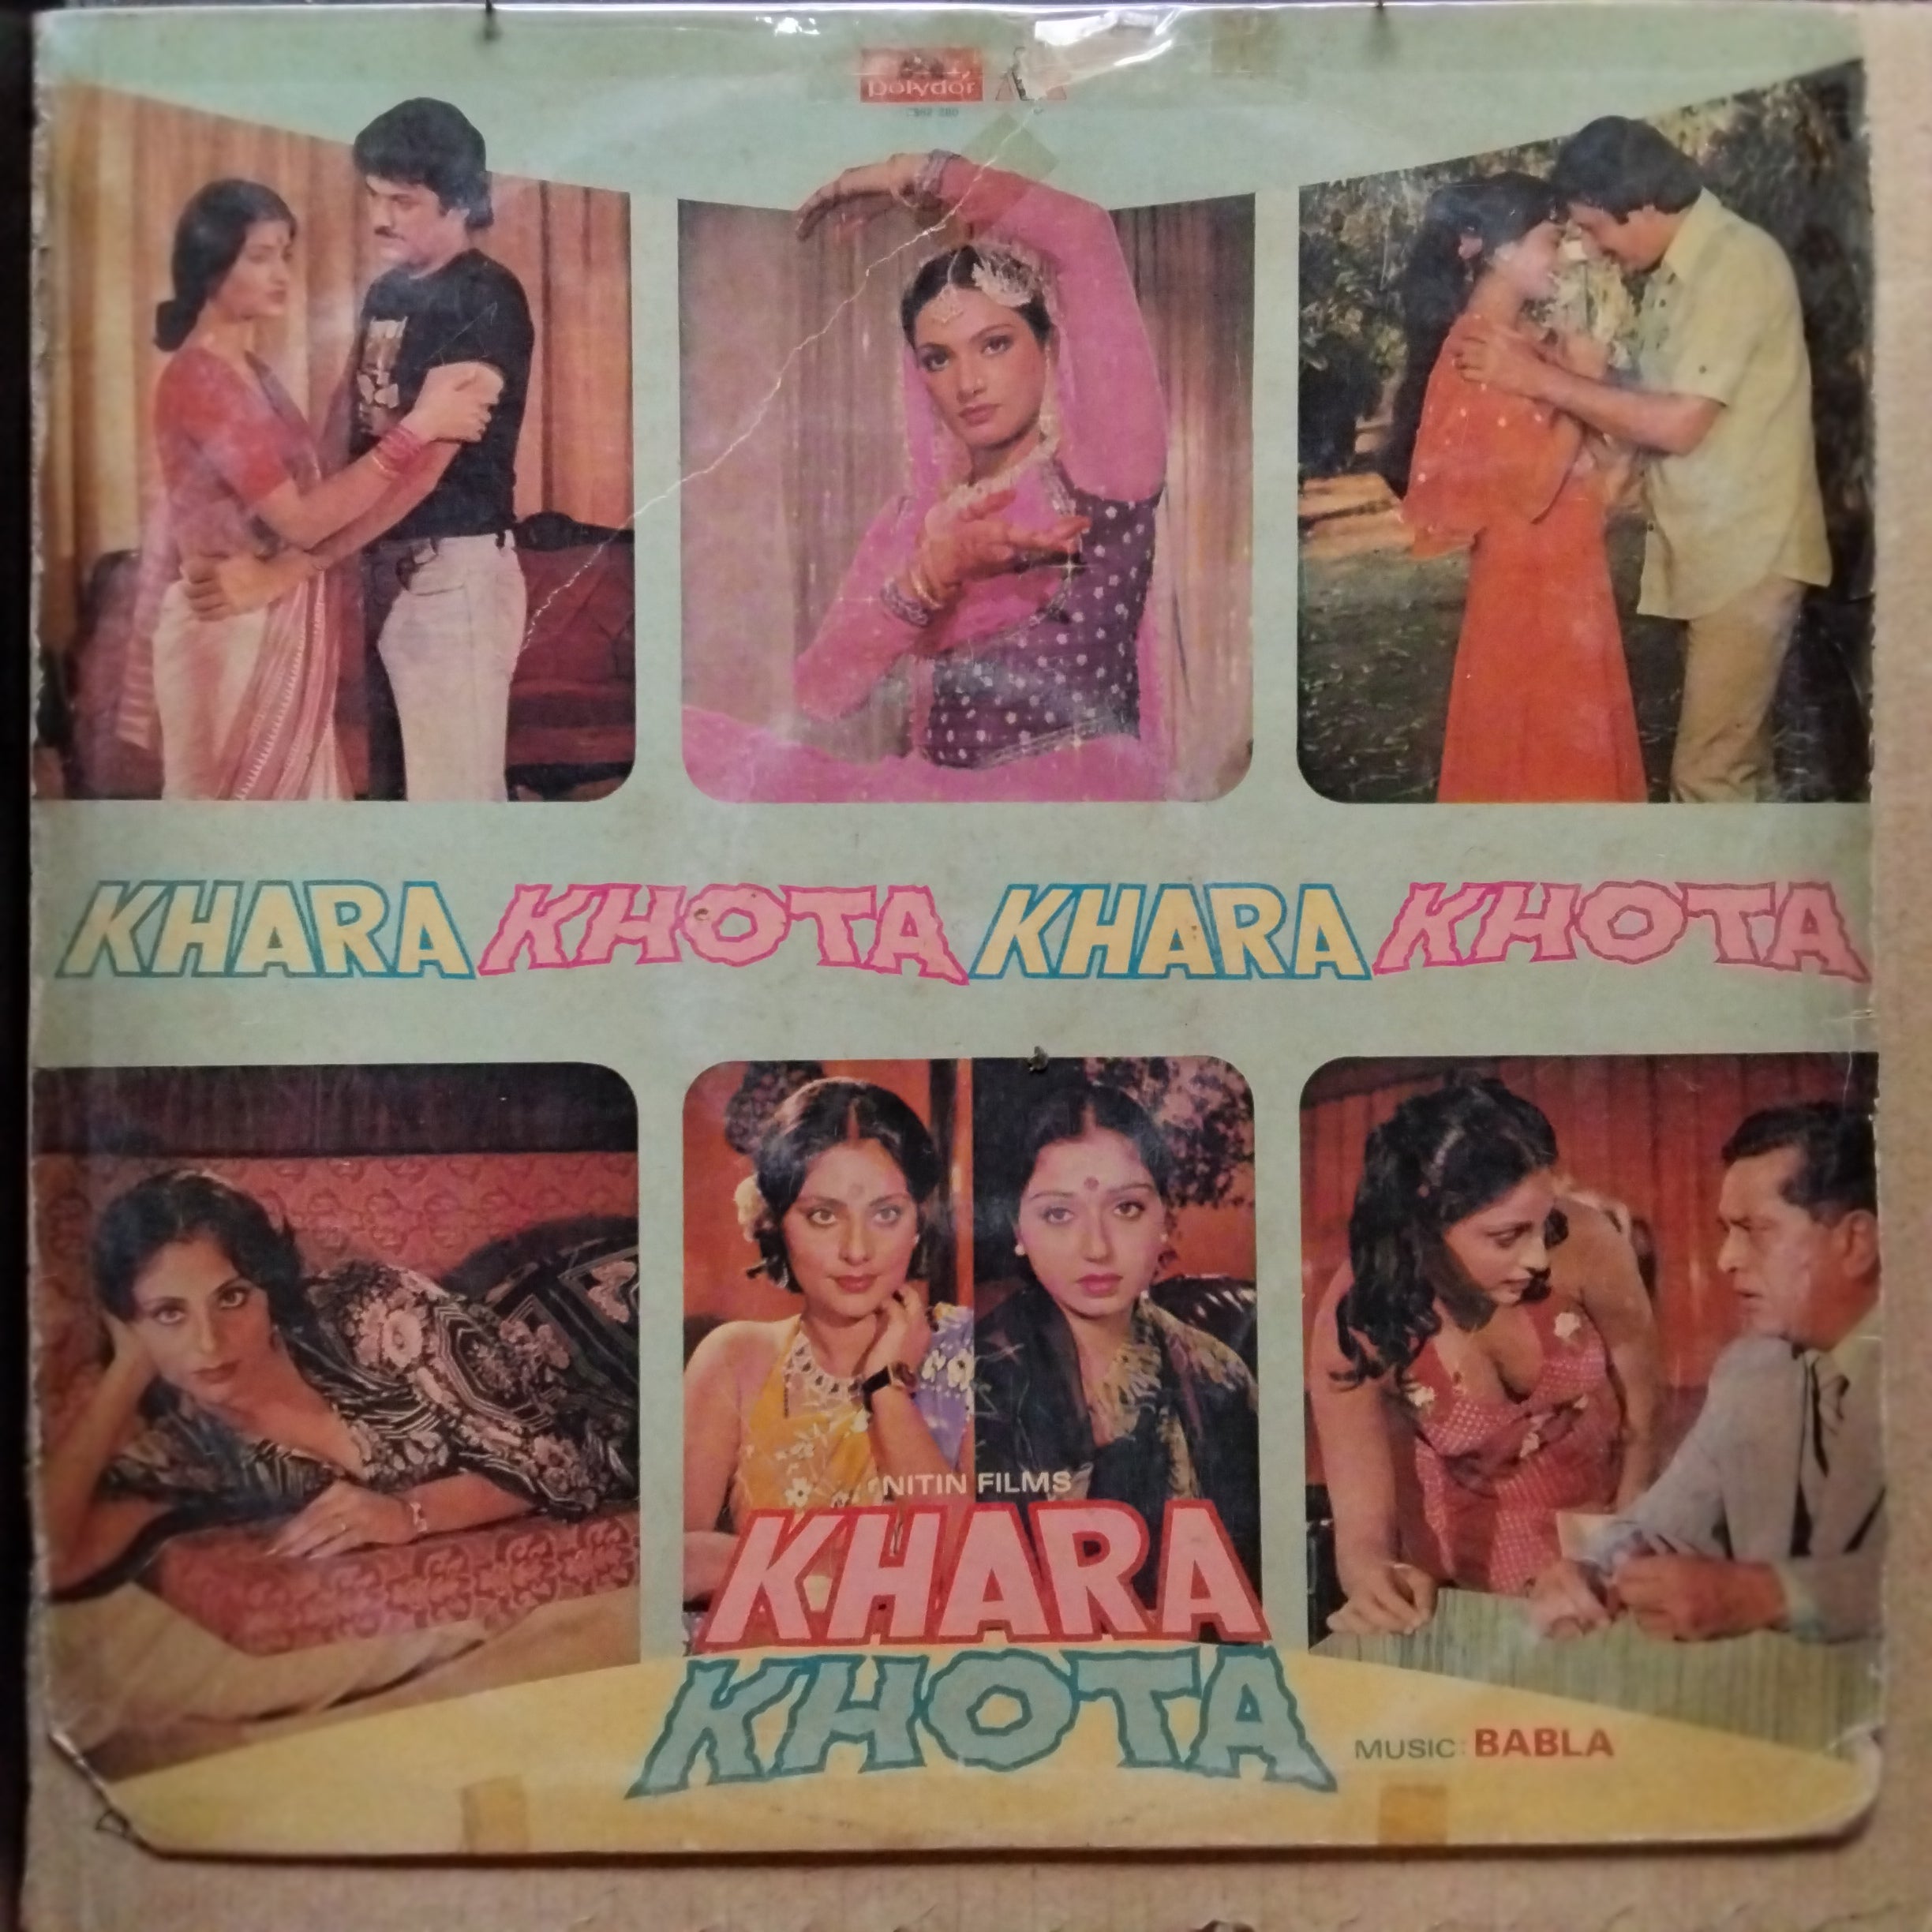 Polydor
KHARA KHOTA KHARA KHOTA
NITIN FILMS
KHARA
KHOTA
MUSIC: BABLA